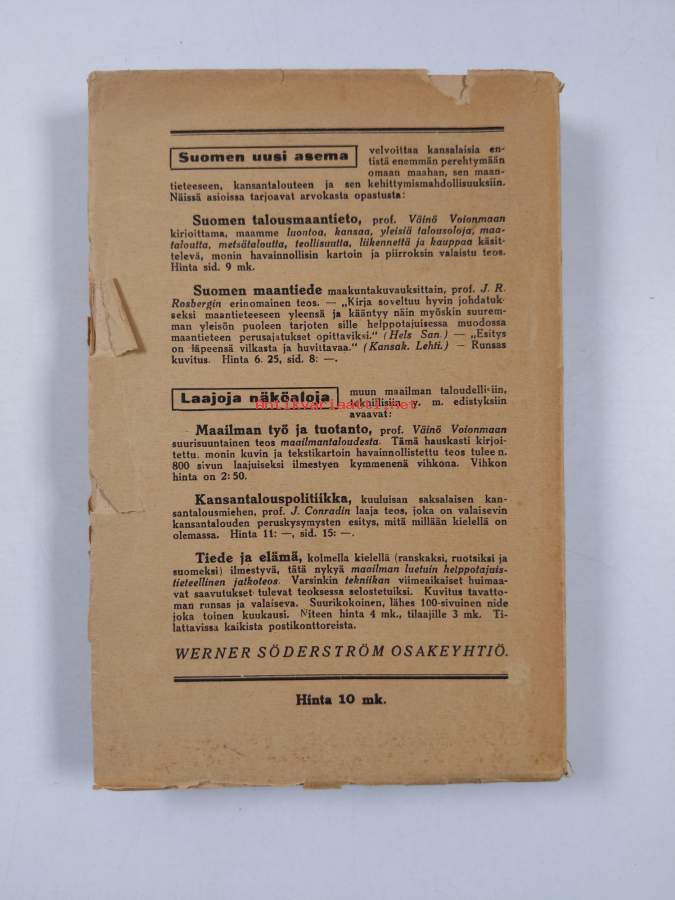 Suomen uusi asema velvoittaa kansalaisia en-
tistä enemmän perehtymään
omaan maahan, sen maan-
tieteeseen, kansantalouteen ja sen kehittymismahdollisuuksiin.
Näissä asioissa tarjoavat arvokasta opastusta:
Suomen talousmaantieto, prof. Väinö Voionmaan
kirjoittama, maamme luontoa, kansaa, yleisiä talousoloja, maa-
taloutta, metsätaloutta, teollisuutta, liikennettä ja kauppaa käsit-
televä, monin havainnollisin kartoin ja piirroksin valaistu teos.
Hinta sid. 9 mk.
Suomen maantiede maakuntakuvauksittain, prof. J. R.
Rosbergin erinomainen teos. — „Kirja soveltuu hyvin johdatuk-
seksi maantieteeseen yleensä ja kääntyy näin myöskin suurem-
man yleisön puoleen tarjoten sille helppotajuisessa muodossa
maantieteen perusajatukset opittaviksi.“ (Hels San.) — „Esitys
on läpeensä vilkasta ja huvittavaa.“ (Kansak. Lehti.) — Runsas
kuvitus. Hinta 6: 25, sid. 8: —.
Laajoja näköaloja muun maailman taloudellisiin,
teknillisiin y. m. edistyksiin
avaavat:
antikvariaatti.net
Maailman työ ja tuotanto, prof. Väinö Voionmaan
suurisuuntainen teos maailmantaloudesta. Tämä hauskasti kirjoi-
tettu, monin kuvin ja tekstikartoin havainnollistettu teos tulee n.
800 sivun laajuiseksi ilmestyen kymmenenä vihkona. Vihkon
hinta on 2: 50.
Kansantalouspolitiikka, kuuluisan saksalaisen kan-
santalousmiehen, prof. J. Conradin laaja teos, joka on valaisevin
kansantalouden peruskysymysten esitys, mitä millään kielellä on
olemassa. Hinta 11: —, sid. 15: —.
Tiede ja elämä, kolmella kielellä (ranskaksi, ruotsiksi ja
suomeksi) ilmestyvä, tätä nykyä maailman luetuin helppotajuis-
tieteellinen jatkoteos. Varsinkin tekniikan viimeaikaiset huimaa-
vat saavutukset tulevat teoksessa selostetuiksi. Kuvitus tavatto-
man runsas ja valaiseva. Suurikokoinen, lähes 100-sivuinen nide
joka toinen kuukausi. Niteen hinta 4 mk., tilaajille 3 mk. Ti-
lattavissa kaikista postikonttoreista.
WERNER SÖDERSTRÖM OSAKEYHTIÖ.
Hinta 10 mk.